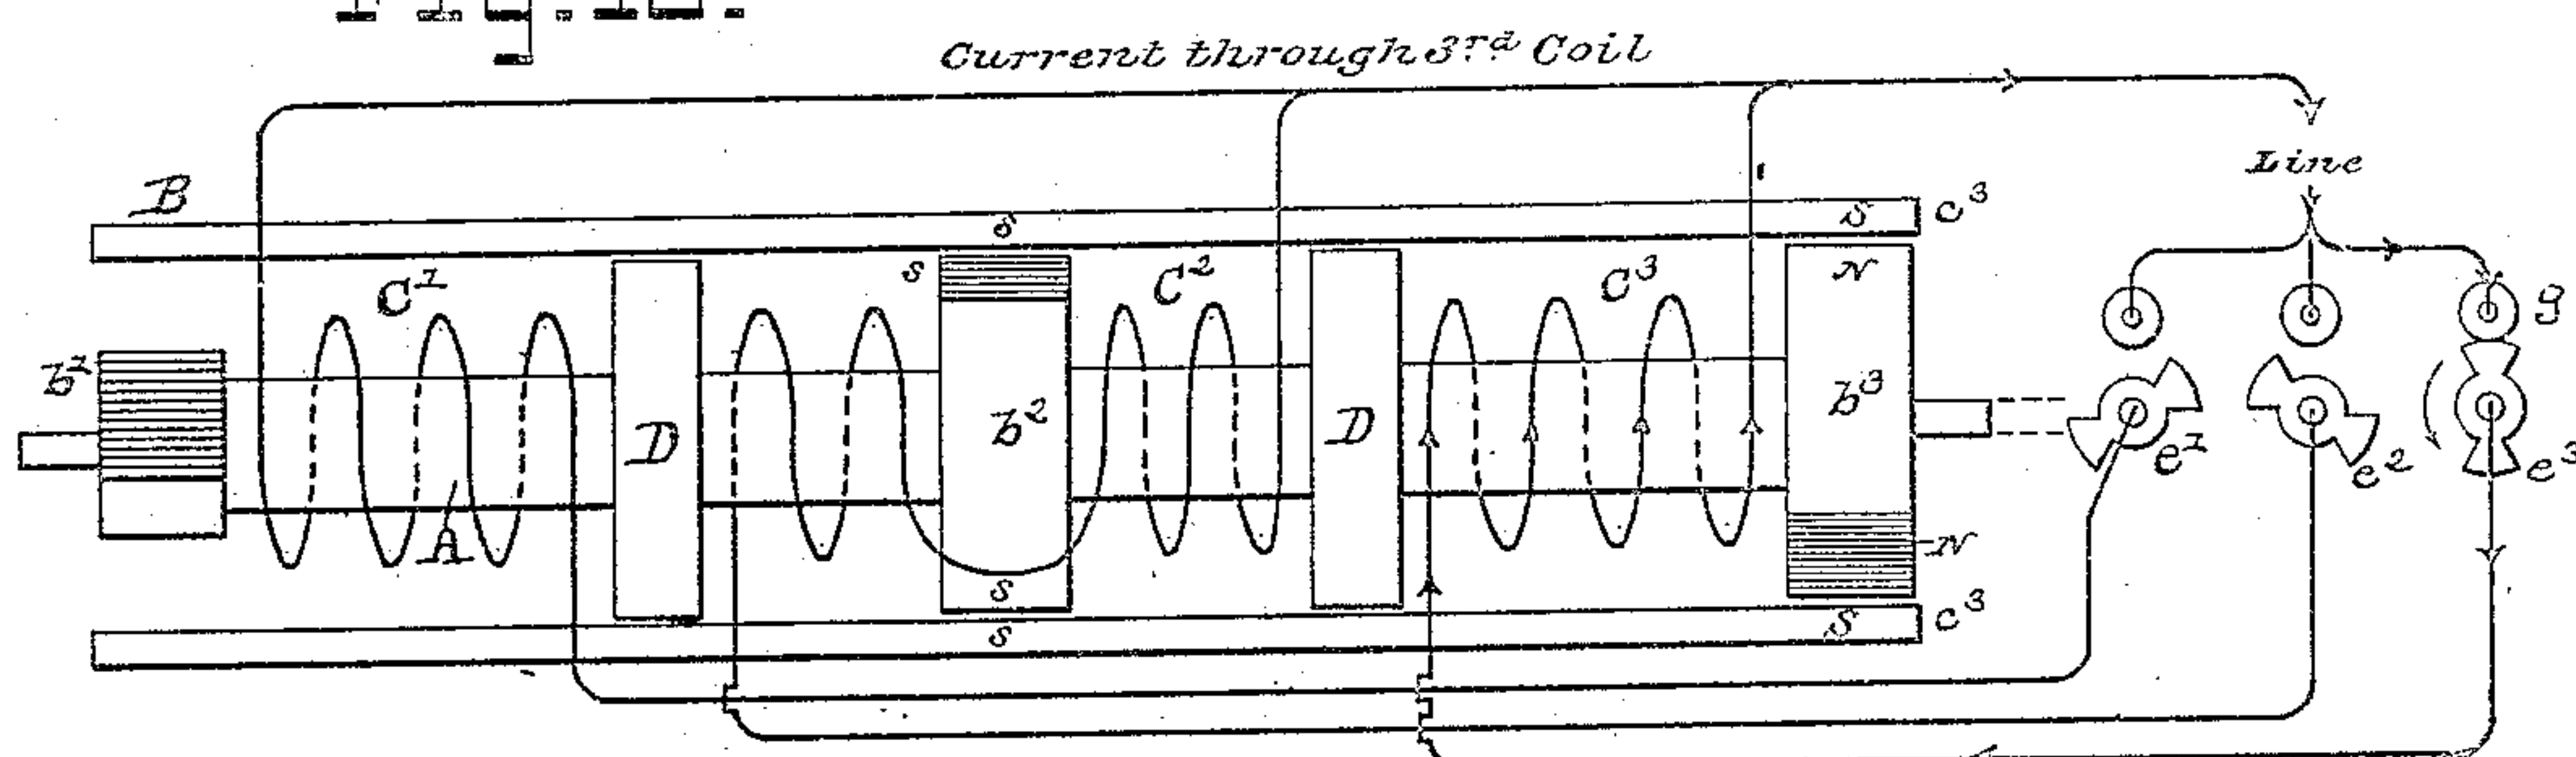 Current through 3rd Coil
Line
B
s
S
c3
s
C1
C2
C3
N
g
b1
D
b2
D
b3
e1
e2
e3
A
s
N
s
S
c3